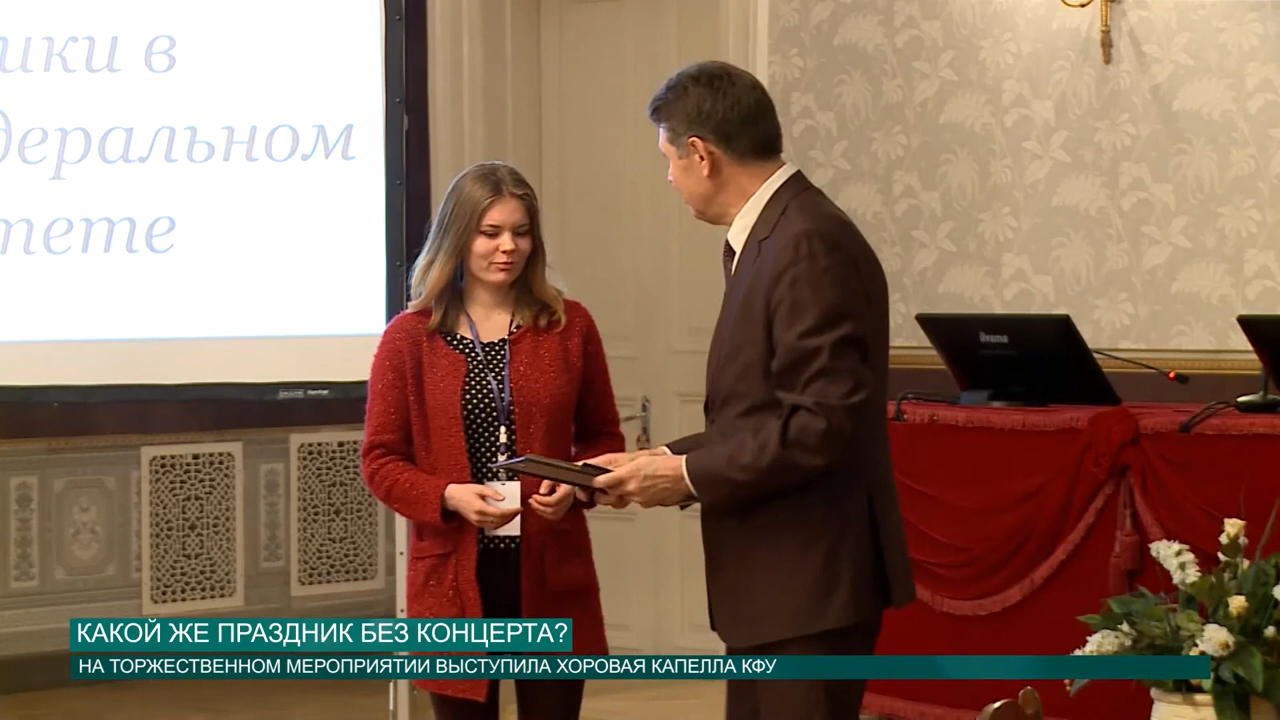 ики в
деральном
тете
iiyama
КАКОЙ ЖЕ ПРАЗДНИК БЕЗ КОНЦЕРТА?
НА ТОРЖЕСТВЕННОМ МЕРОПРИЯТИИ ВЫСТУПИЛА ХОРОВАЯ КАПЕЛЛА КФУ